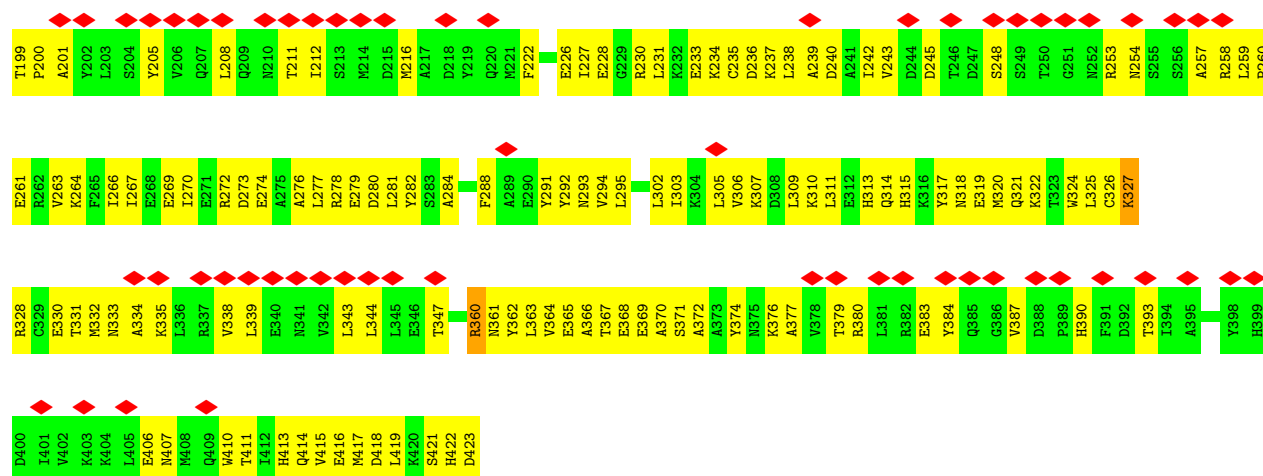 T199 P200 A201 Y202 L203 S204 Y205 V206 Q207 L208 Q209 N210 T211 I212 S213 M214 D215 M216 A217 D218 Y219 Q220 M221 F222 E226 I227 E228 G229 R230 L231 K232 E233 K234 C235 D236 K237 L238 A239 D240 A241 I242 V243 D244 D245 T246 D247 S248 S249 T250 G251 N252 R253 N254 S255 S256 A257 R258 L259 R260
E261 R262 V263 K264 F265 I266 I267 E268 E269 I270 E271 R272 D273 E274 A275 A276 L277 R278 E279 D280 L281 Y282 S283 A284 F288 A289 E290 Y291 Y292 N293 V294 L295 L302 I303 K304 L305 V306 K307 D308 L309 K310 L311 E312 H313 Q314 H315 K316 Y317 N318 E319 M320 Q321 K322 T323 W324 L325 C326 K327
R328 C329 E330 T331 M332 N333 A334 K335 L336 R337 V338 L339 E340 N341 V342 L343 L344 L345 E346 T347 R360 N361 Y362 L363 V364 E365 A366 T367 E368 E369 A370 S371 A372 A373 Y374 N375 K376 A377 V378 T379 R380 L381 R382 E383 Y384 Q385 G386 V387 D388 P389 H390 F391 D392 T393 I394 A395 Y398 H399
D400 I401 V402 K403 K404 L405 E406 N407 M408 Q409 W410 T411 I412 H413 Q414 V415 E416 M417 D418 L419 K420 S421 H422 D423